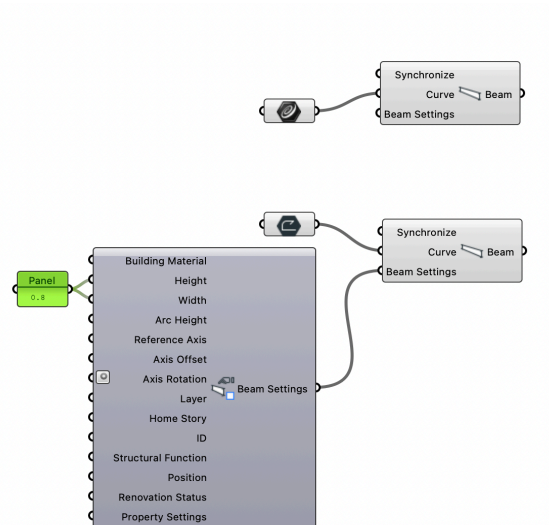 Synchronize
Curve
Beam
Beam Settings
Synchronize
Curve
Beam
Beam Settings
Panel
0.8
Building Material
Height
Width
Arc Height
Reference Axis
Axis Offset
Axis Rotation
Beam Settings
Layer
Home Story
ID
Structural Function
Position
Renovation Status
Property Settings